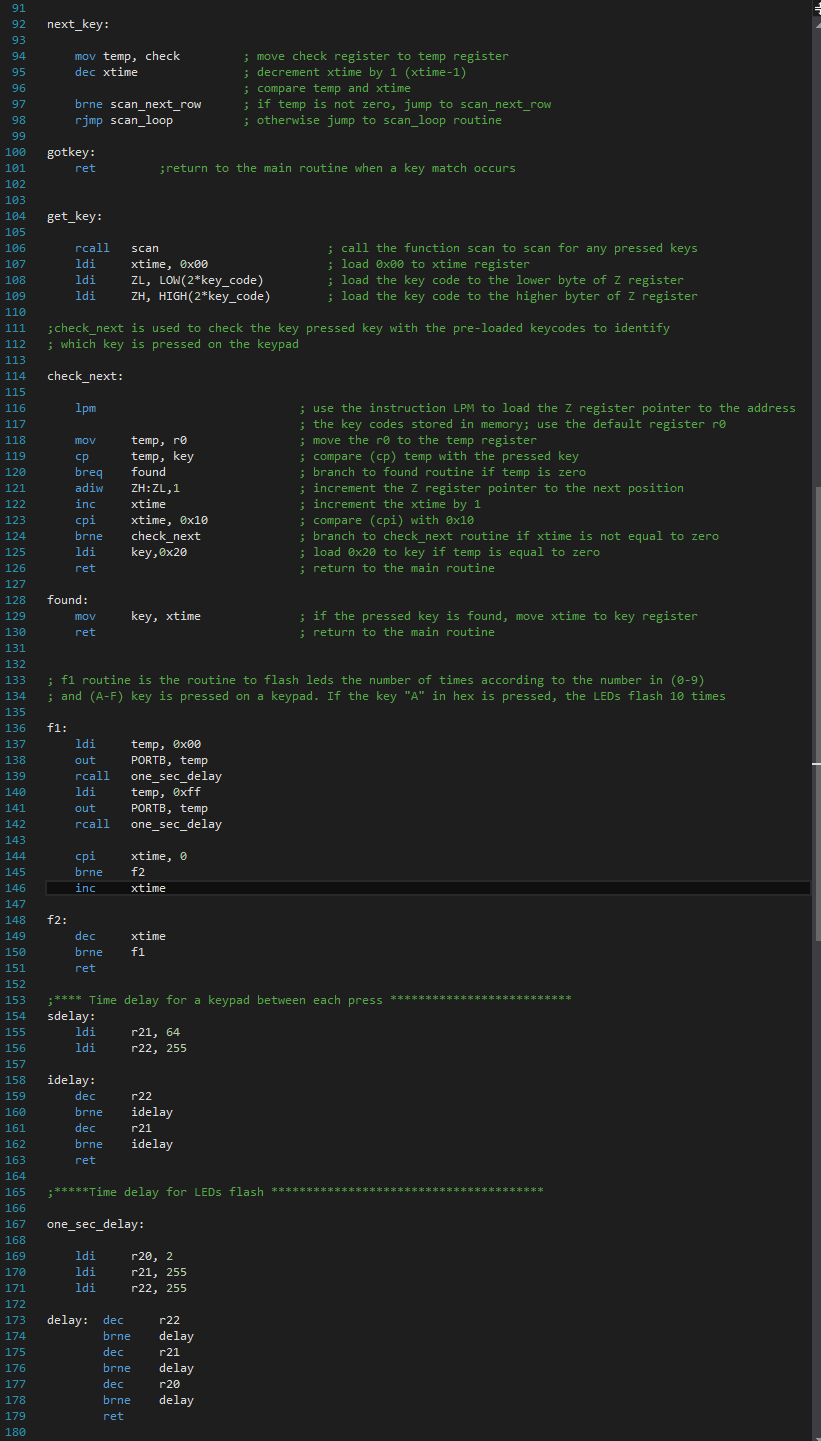 91
92 next_key:
93
94 mov temp, check ; move check register to temp register
95 dec xtime ; decrement xtime by 1 (xtime-1)
96 ; compare temp and xtime
97 brne scan_next_row ; if temp is not zero, jump to scan_next_row
98 rjmp scan_loop ; otherwise jump to scan_loop routine
99
100 gotkey:
101 ret ;return to the main routine when a key match occurs
102
103
104 get_key:
105
106 rcall scan ; call the function scan to scan for any pressed keys
107 ldi xtime, 0x00 ; load 0x00 to xtime register
108 ldi ZL, LOW(2*key_code) ; load the key code to the lower byte of Z register
109 ldi ZH, HIGH(2*key_code) ; load the key code to the higher byter of Z register
110
111 ;check_next is used to check the key pressed key with the pre-loaded keycodes to identify
112 ; which key is pressed on the keypad
113
114 check_next:
115
116 lpm ; use the instruction LPM to load the Z register pointer to the address
117 ; the key codes stored in memory; use the default register r0
118 mov temp, r0 ; move the r0 to the temp register
119 cp temp, key ; compare (cp) temp with the pressed key
120 breq found ; branch to found routine if temp is zero
121 adiw ZH:ZL,1 ; increment the Z register pointer to the next position
122 inc xtime ; increment the xtime by 1
123 cpi xtime, 0x10 ; compare (cpi) with 0x10
124 brne check_next ; branch to check_next routine if xtime is not equal to zero
125 ldi key,0x20 ; load 0x20 to key if temp is equal to zero
126 ret ; return to the main routine
127
128 found:
129 mov key, xtime ; if the pressed key is found, move xtime to key register
130 ret ; return to the main routine
131
132
133 ; f1 routine is the routine to flash leds the number of times according to the number in (0-9)
134 ; and (A-F) key is pressed on a keypad. If the key "A" in hex is pressed, the LEDs flash 10 times
135
136 f1:
137 ldi temp, 0x00
138 out PORTB, temp
139 rcall one_sec_delay
140 ldi temp, 0xff
141 out PORTB, temp
142 rcall one_sec_delay
143
144 cpi xtime, 0
145 brne f2
146 inc xtime
147
148 f2:
149 dec xtime
150 brne f1
151 ret
152
153 ;**** Time delay for a keypad between each press **************************
154 sdelay:
155 ldi r21, 64
156 ldi r22, 255
157
158 idelay:
159 dec r22
160 brne idelay
161 dec r21
162 brne idelay
163 ret
164
165 ;*****Time delay for LEDs flash ***************************************
166
167 one_sec_delay:
168
169 ldi r20, 2
170 ldi r21, 255
171 ldi r22, 255
172
173 delay: dec r22
174 brne delay
175 dec r21
176 brne delay
177 dec r20
178 brne delay
179 ret
180